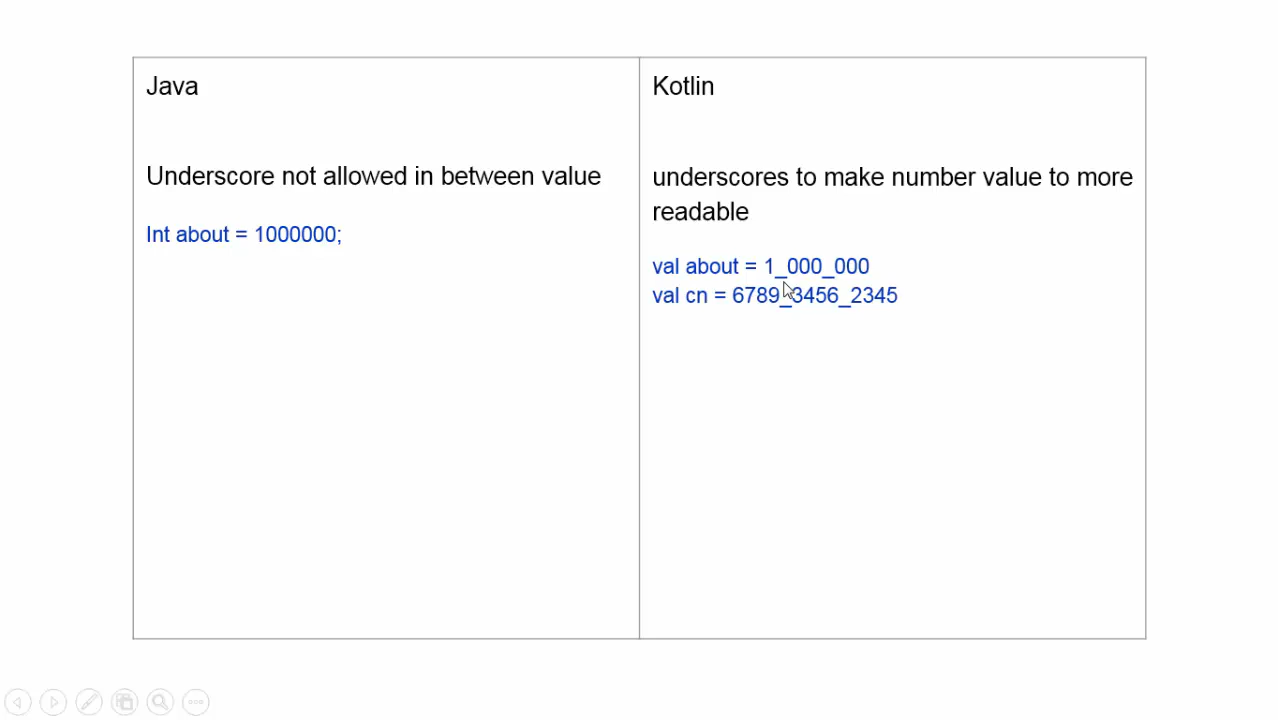 Java
Underscore not allowed in between value
Int about = 1000000;
Kotlin
underscores to make number value to more
readable
val about = 1_000_000
val cn = 6789_3456_2345